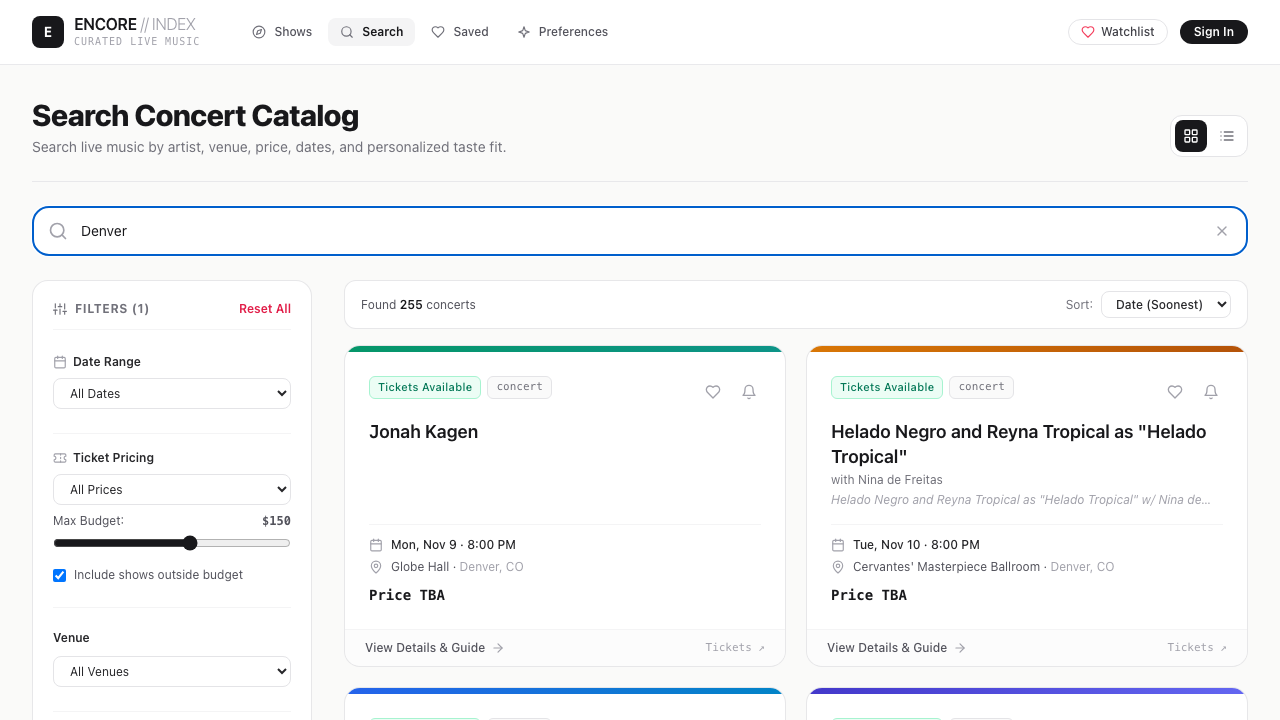 E
ENCORE // INDEX
CURATED LIVE MUSIC
Shows
Search
Saved
Preferences
Watchlist
Sign In
Search Concert Catalog
Search live music by artist, venue, price, dates, and personalized taste fit.
Denver
FILTERS (1)
Reset All
Date Range
All Dates
Ticket Pricing
All Prices
Max Budget:
$150
Include shows outside budget
Venue
All Venues
Found 255 concerts
Sort:
Date (Soonest)
Tickets Available
concert
Jonah Kagen
Mon, Nov 9 · 8:00 PM
Globe Hall · Denver, CO
Price TBA
View Details & Guide
Tickets ↗
Tickets Available
concert
Helado Negro and Reyna Tropical as "Helado
Tropical"
with Nina de Freitas
Helado Negro and Reyna Tropical as "Helado Tropical" w/ Nina de...
Tue, Nov 10 · 8:00 PM
Cervantes' Masterpiece Ballroom · Denver, CO
Price TBA
View Details & Guide
Tickets ↗